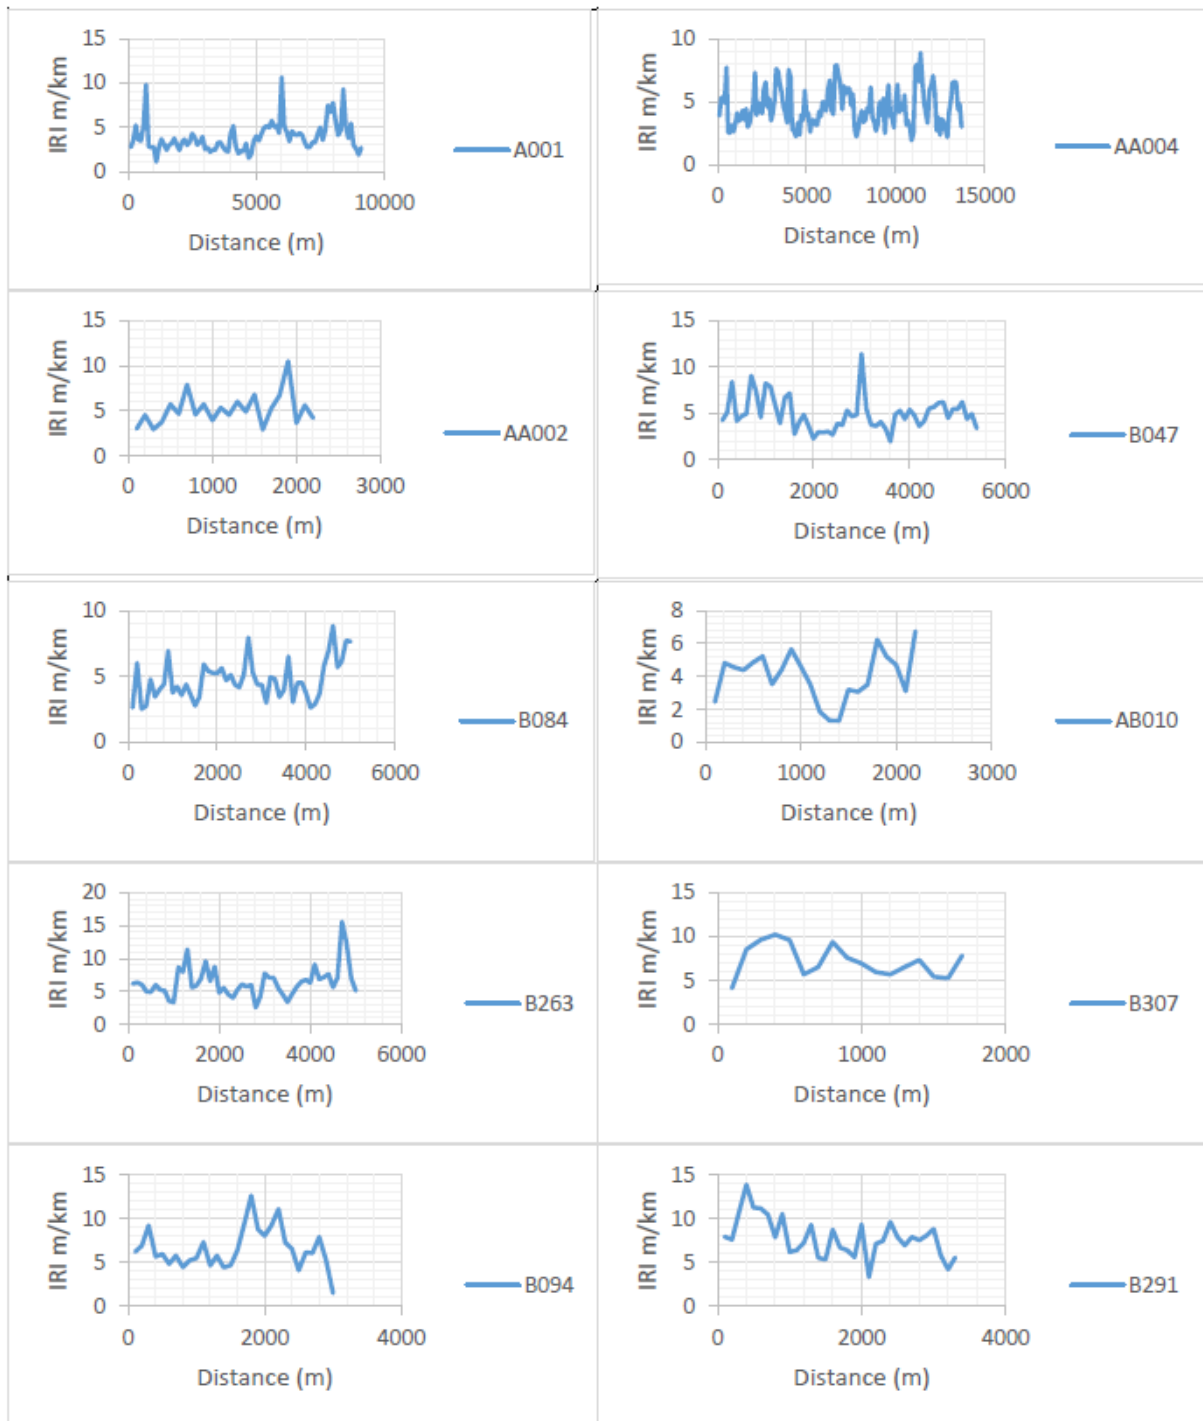 15
10
5
0
IRI m/km
0 5000 10000
Distance (m)
A001
10
5
0
IRI m/km
0 5000 10000 15000
Distance (m)
AA004
15
10
5
0
IRI m/km
0 1000 2000 3000
Distance (m)
AA002
15
10
5
0
IRI m/km
0 2000 4000 6000
Distance (m)
B047
10
5
0
IRI m/km
0 2000 4000 6000
Distance (m)
B084
8
6
4
2
0
IRI m/km
0 1000 2000 3000
Distance (m)
AB010
20
15
10
5
0
IRI m/km
0 2000 4000 6000
Distance (m)
B263
15
10
5
0
IRI m/km
0 1000 2000
Distance (m)
B307
15
10
5
0
IRI m/km
0 2000 4000
Distance (m)
B094
15
10
5
0
IRI m/km
0 2000 4000
Distance (m)
B291